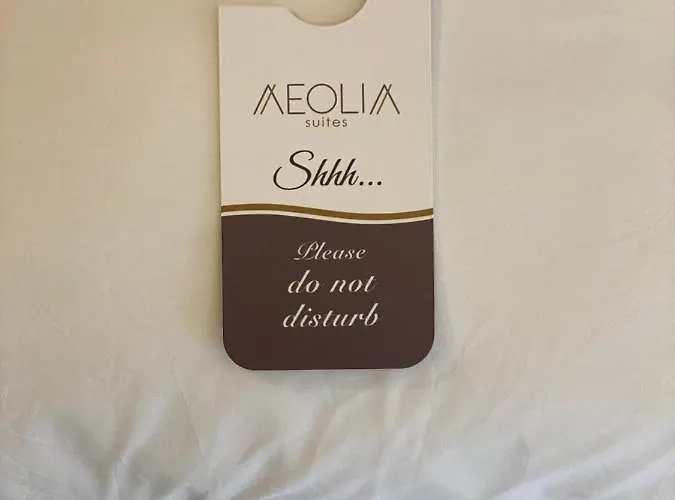 AEOLIA
suites
Shhh...
Please
do not
disturb